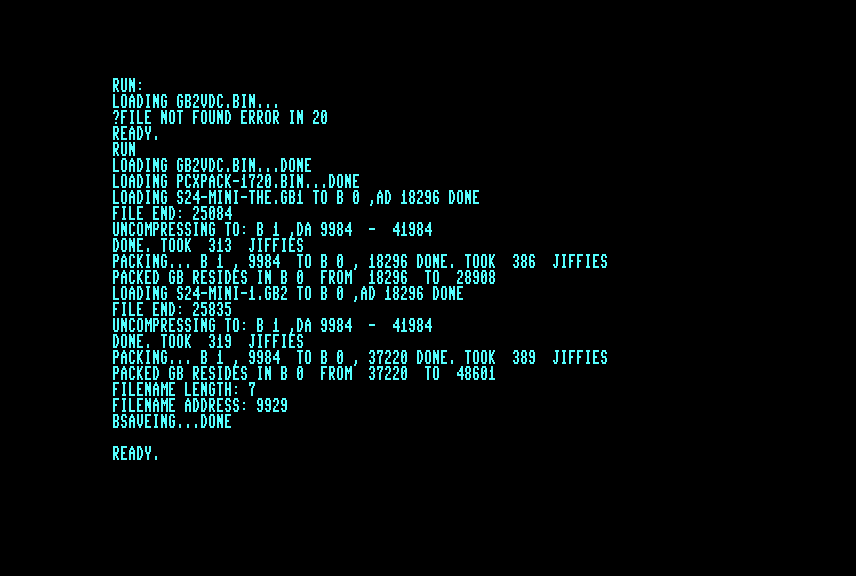 RUN:
LOADING GB2VDC.BIN...
?FILE NOT FOUND ERROR IN 20
READY.
RUN
LOADING GB2VDC.BIN...DONE
LOADING PCXPACK-1720.BIN...DONE
LOADING S24-MINI-THE.GB1 TO B 0 ,AD 18296 DONE
FILE END: 25084
UNCOMPRESSING TO: B 1 ,DA 9984  -  41984
DONE. TOOK  313  JIFFIES
PACKING... B 1 , 9984  TO B 0 , 18296 DONE. TOOK  386  JIFFIES
PACKED GB RESIDES IN B 0  FROM  18296  TO  28908
LOADING S24-MINI-1.GB2 TO B 0 ,AD 18296 DONE
FILE END: 25835
UNCOMPRESSING TO: B 1 ,DA 9984  -  41984
DONE. TOOK  319  JIFFIES
PACKING... B 1 , 9984  TO B 0 , 37220 DONE. TOOK  389  JIFFIES
PACKED GB RESIDES IN B 0  FROM  37220  TO  48601
FILENAME LENGTH: 7
FILENAME ADDRESS: 9929
BSAVEING...DONE
READY.